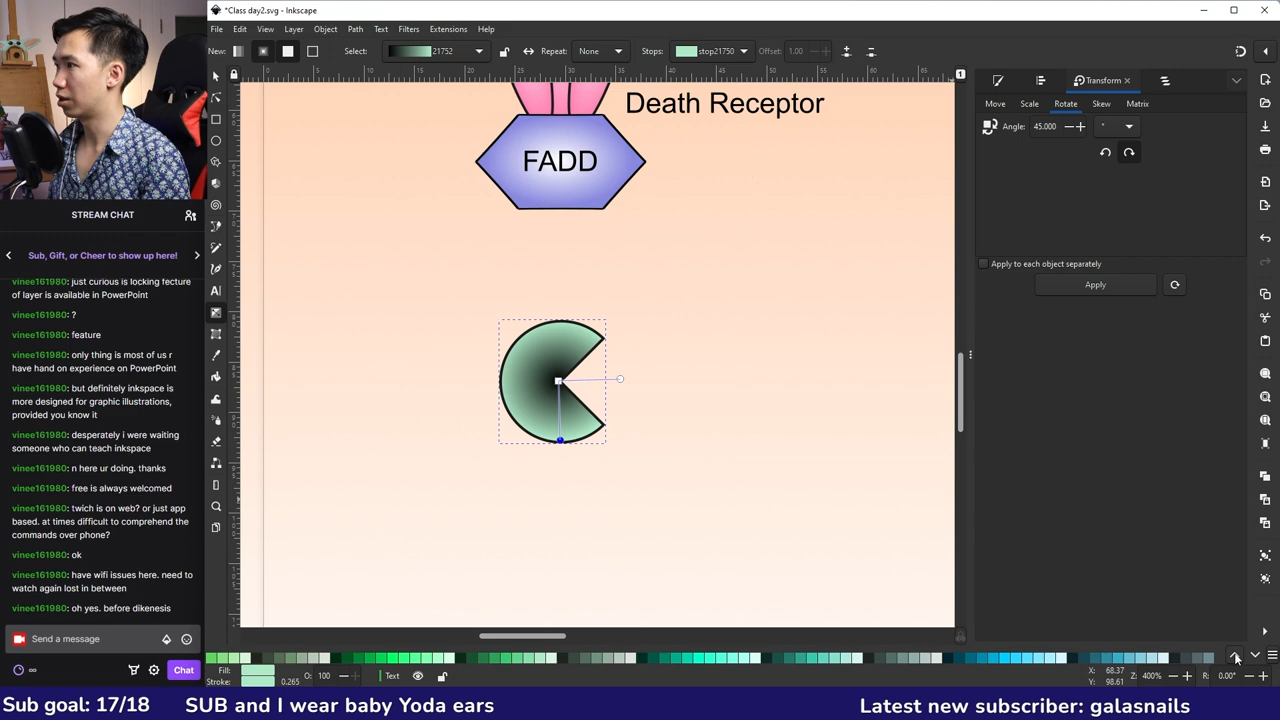 *Class day2.svg - Inkscape
File Edit View Layer Object Path Text Filters Extensions Help
New: Select: 21752 Repeat: None Stops: stop21750 Offset: 1.00
Transform
Move Scale Rotate Skew Matrix
Angle: 45.000 °
Apply to each object separately
Apply
Death Receptor
FADD
STREAM CHAT
Sub, Gift, or Cheer to show up here!
vinee161980: just curious is locking fecture
of layer is available in PowerPoint
vinee161980: ?
vinee161980: feature
vinee161980: only thing is most of us r
have hand on experience on PowerPoint
vinee161980: but definitely inkspace is
more designed for graphic illustrations,
provided you know it
vinee161980: desperately i were waiting
someone who can teach inkspace
vinee161980: n here ur doing. thanks
vinee161980: free is always welcomed
vinee161980: twich is on web? or just app
based. at times difficult to comprehend the
commands over phone?
vinee161980: ok
vinee161980: have wifi issues here. need to
watch again lost in between
vinee161980: oh yes. before dikenesis
Send a message
Chat
Fill:
Stroke: 0.265 O: 100 Text
X: 68.37
Y: 98.61
Z: 400% R: 0.00°
Sub goal: 17/18 SUB and I wear baby Yoda ears Latest new subscriber: galasnails